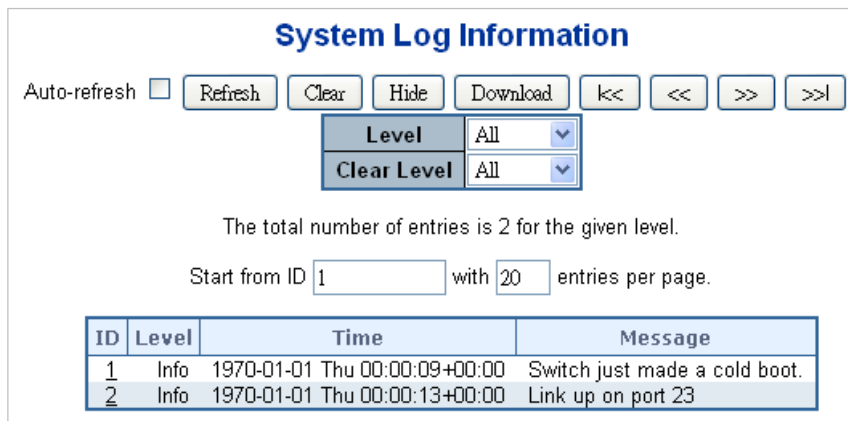 System Log Information
Auto-refresh Refresh Clear Hide Download |<< << >> >>|
Level All
Clear Level All
The total number of entries is 2 for the given level.
Start from ID 1 with 20 entries per page.
ID Level Time Message
1 Info 1970-01-01 Thu 00:00:09+00:00 Switch just made a cold boot.
2 Info 1970-01-01 Thu 00:00:13+00:00 Link up on port 23